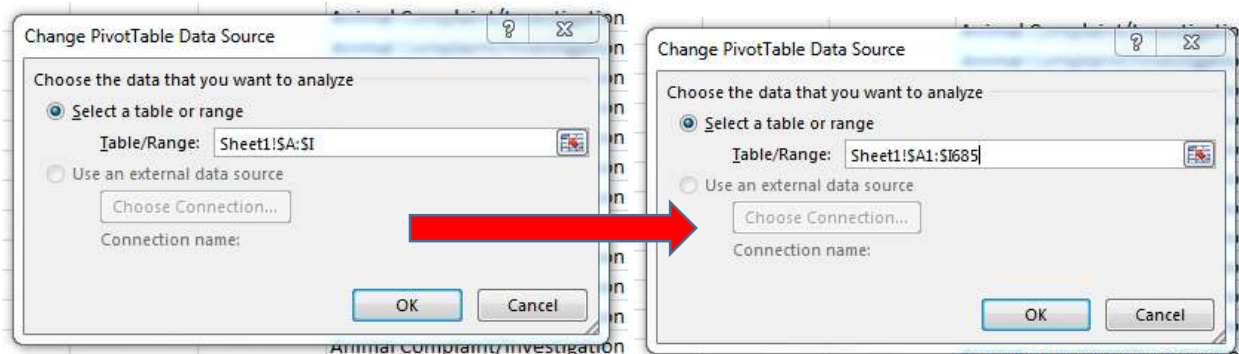 Change PivotTable Data Source
Choose the data that you want to analyze
Select a table or range
Table/Range: Sheet1!$A:$I
Use an external data source
Choose Connection...
Connection name:
OK Cancel
Animal Complaint/Investigation
Change PivotTable Data Source
Choose the data that you want to analyze
Select a table or range
Table/Range: Sheet1!$A1:$I685
Use an external data source
Choose Connection...
Connection name:
OK Cancel